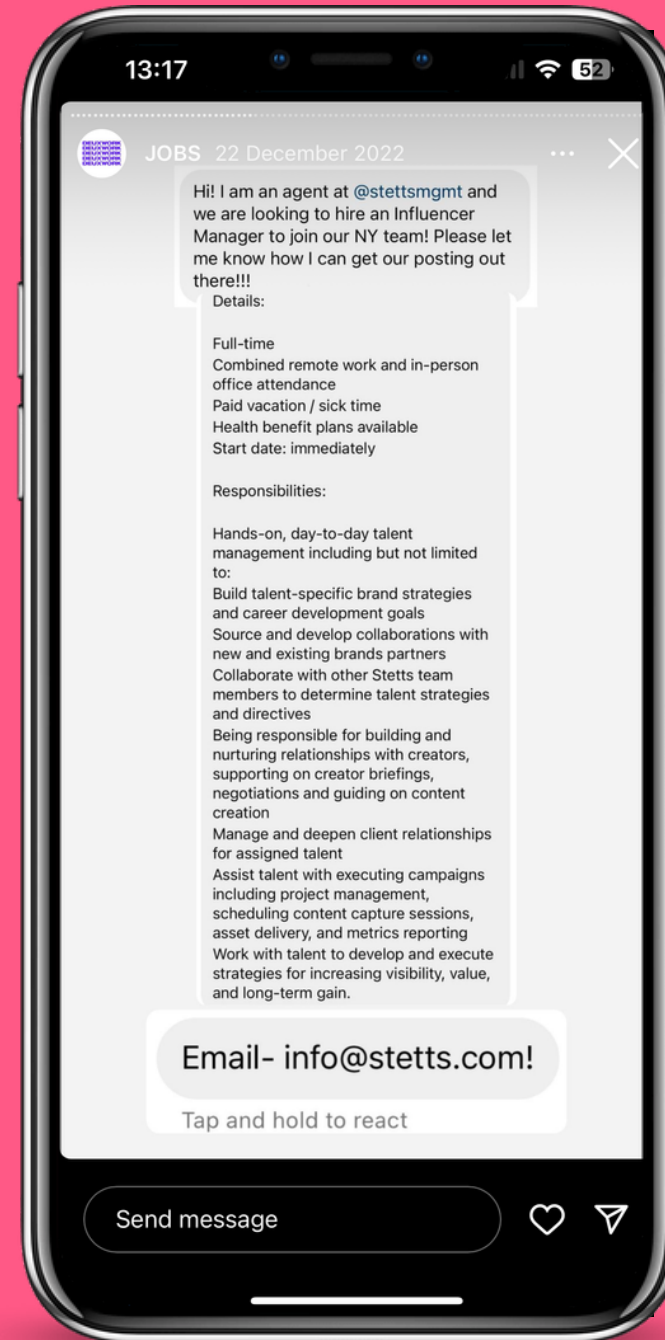 13:17
52
DEUXWORK
DEUXWORK
DEUXWORK
DEUXWORK
JOBS 22 December 2022
Hi! I am an agent at @stettsmgmt and
we are looking to hire an Influencer
Manager to join our NY team! Please let
me know how I can get our posting out
there!!!
Details:
Full-time
Combined remote work and in-person
office attendance
Paid vacation / sick time
Health benefit plans available
Start date: immediately
Responsibilities:
Hands-on, day-to-day talent
management including but not limited
to:
Build talent-specific brand strategies
and career development goals
Source and develop collaborations with
new and existing brands partners
Collaborate with other Stetts team
members to determine talent strategies
and directives
Being responsible for building and
nurturing relationships with creators,
supporting on creator briefings,
negotiations and guiding on content
creation
Manage and deepen client relationships
for assigned talent
Assist talent with executing campaigns
including project management,
scheduling content capture sessions,
asset delivery, and metrics reporting
Work with talent to develop and execute
strategies for increasing visibility, value,
and long-term gain.
Email- info@stetts.com!
Tap and hold to react
Send message